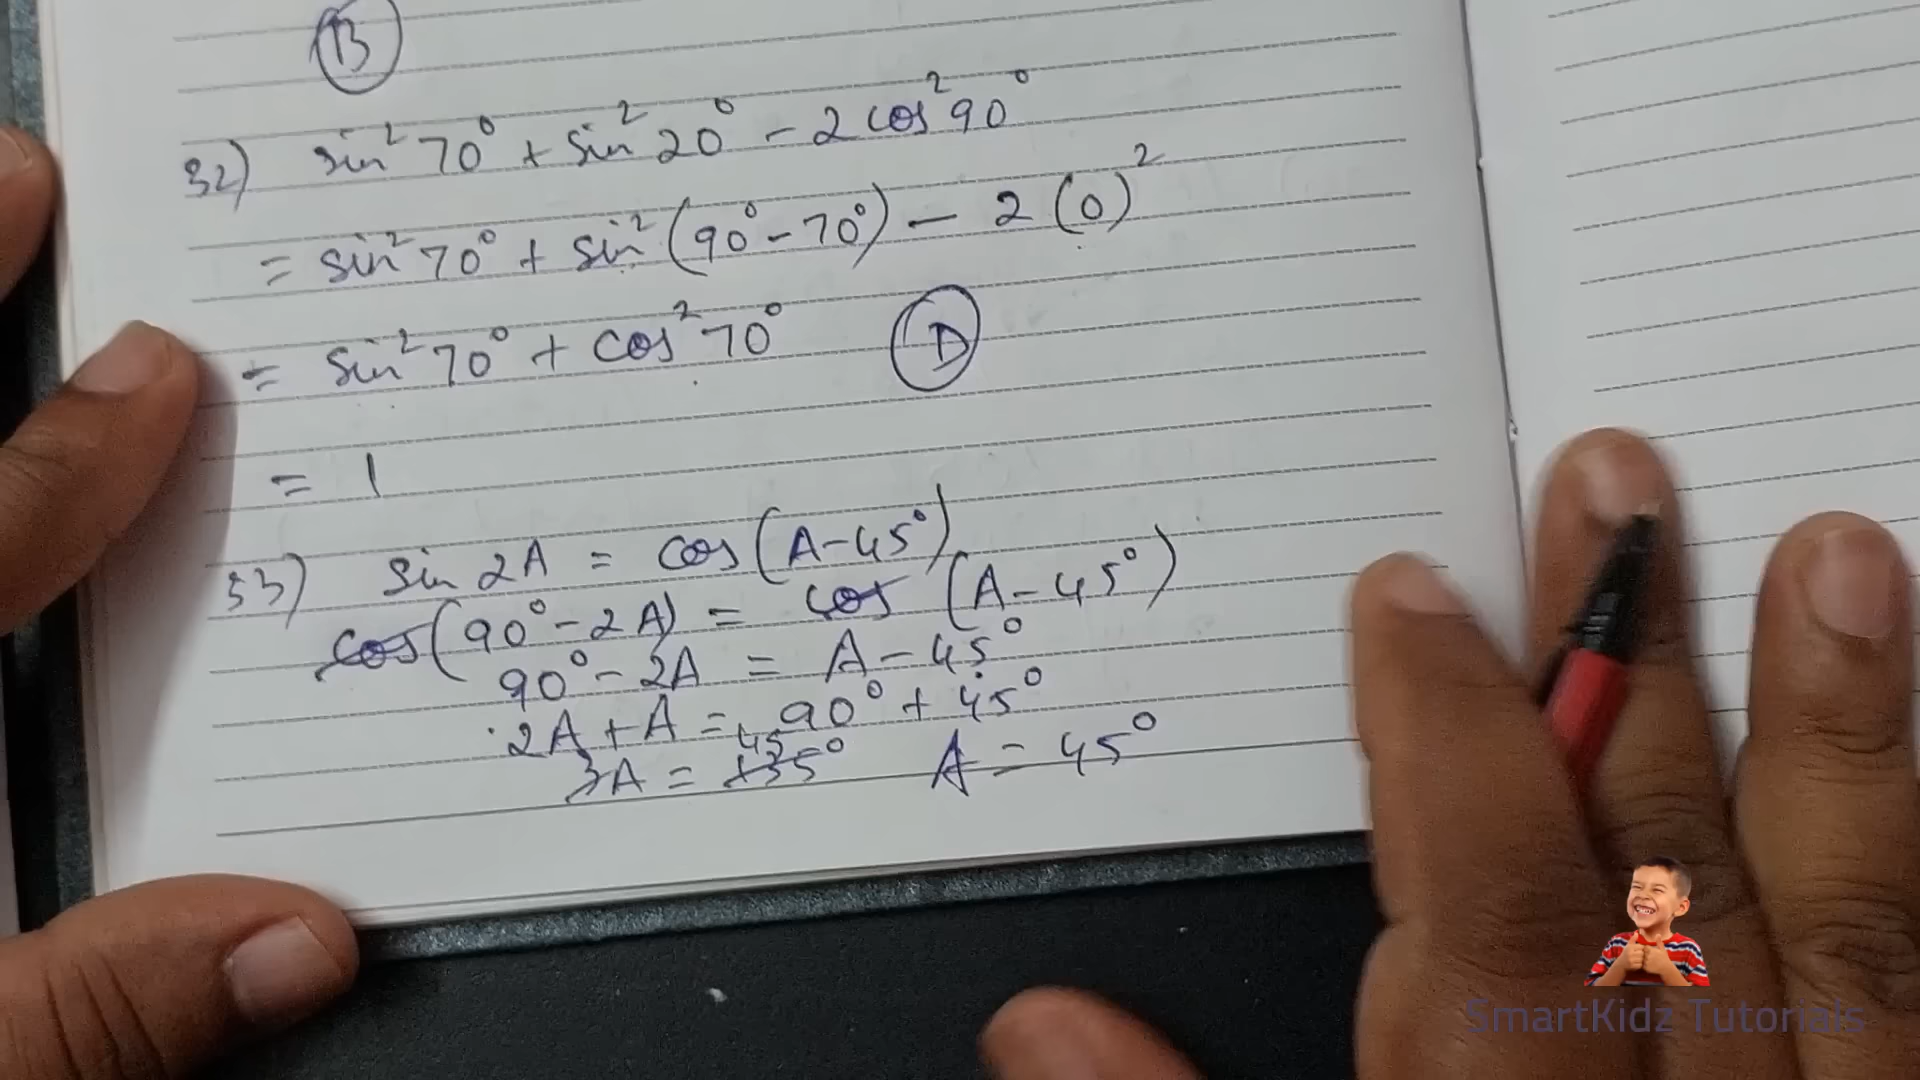 B
32) sin²70° + sin²20° - 2cos²90°
= sin²70° + sin²(90°-70°) - 2(0)²
= sin²70° + cos²70° D
= 1
33) sin 2A = cos(A-45°)
cos(90°-2A) = cos(A-45°)
90°-2A = A-45°
2A+A = 90°+45°
45
3A = 135° A = 45°
SmartKidz Tutorials